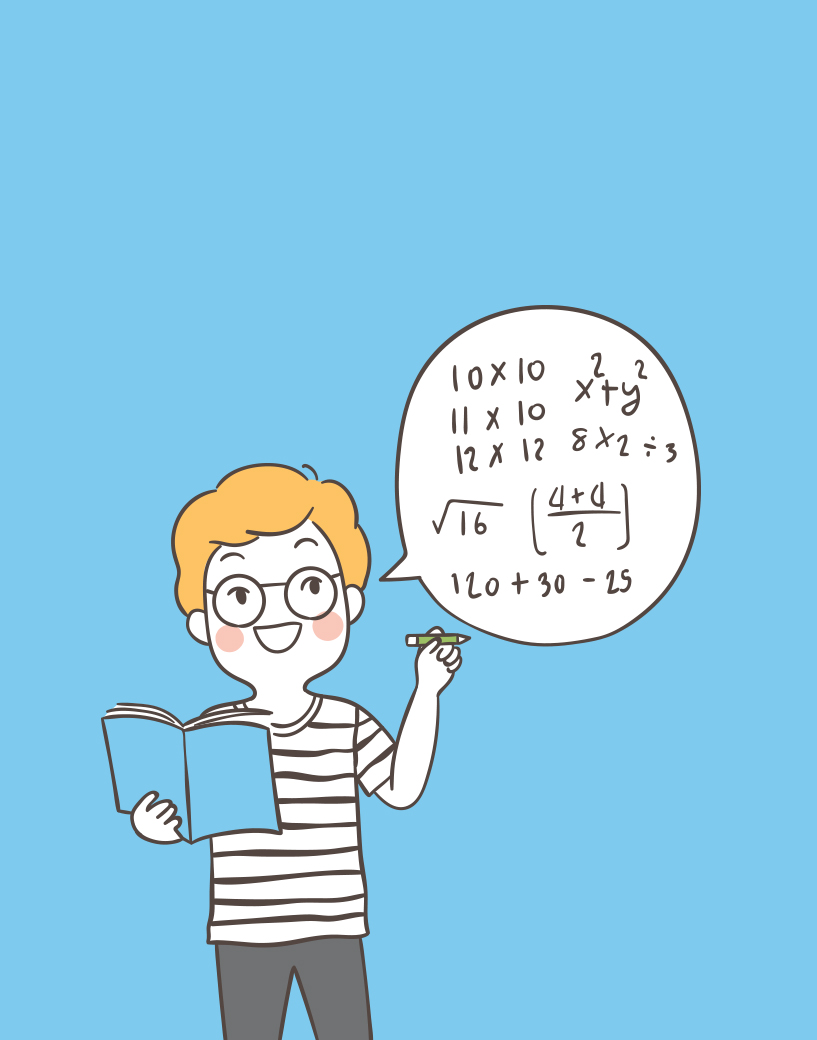 10 x 10
x² + y²
11 x 10
12 x 12
8 x 2 ÷ 3
√16
(4+4/2)
120 + 30 - 25